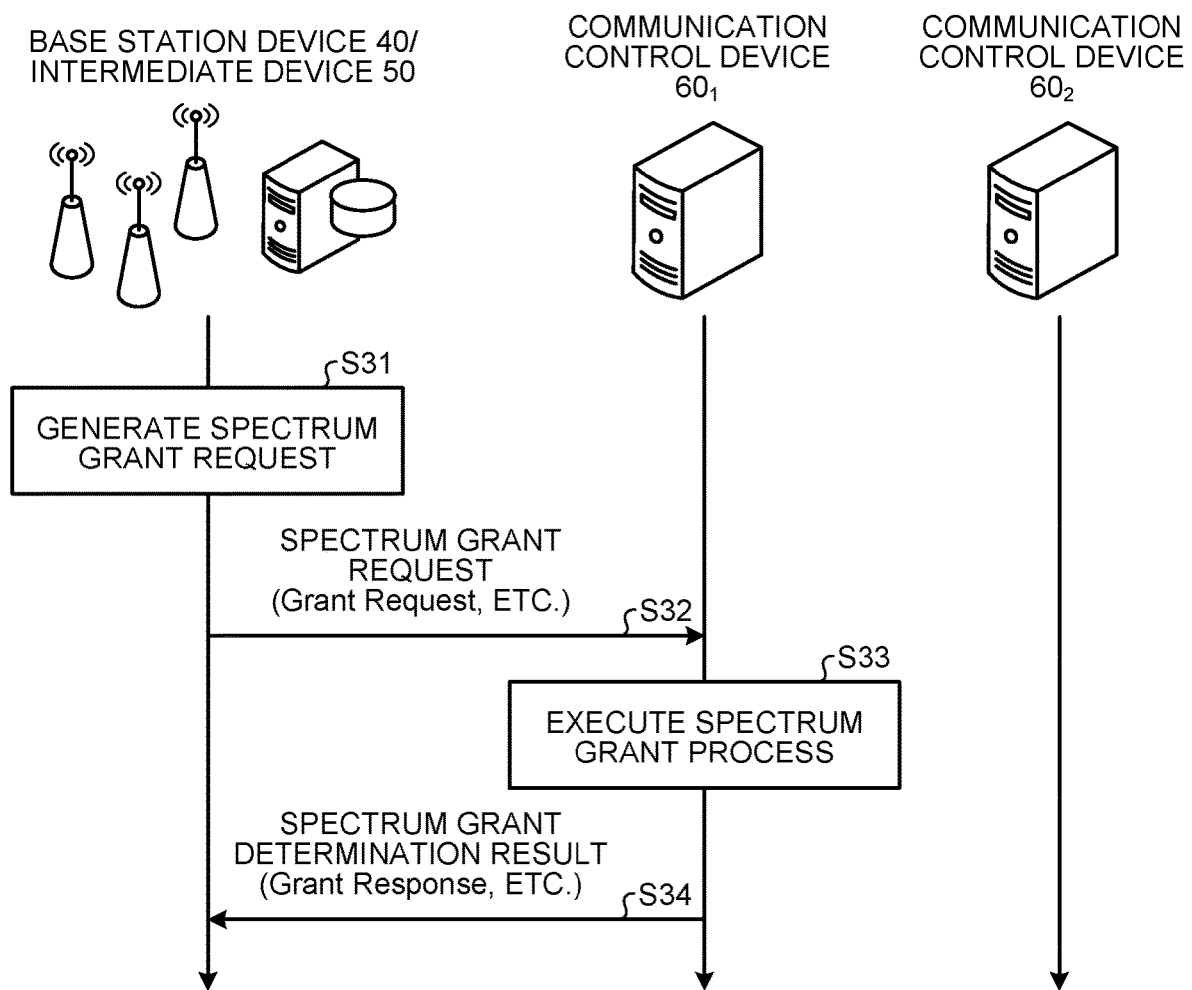 BASE STATION DEVICE 40/
INTERMEDIATE DEVICE 50
COMMUNICATION
CONTROL DEVICE
60₁
COMMUNICATION
CONTROL DEVICE
60₂
S31
GENERATE SPECTRUM
GRANT REQUEST
SPECTRUM GRANT
REQUEST
(Grant Request, ETC.)
S32
S33
EXECUTE SPECTRUM
GRANT PROCESS
SPECTRUM GRANT
DETERMINATION RESULT
(Grant Response, ETC.)
S34